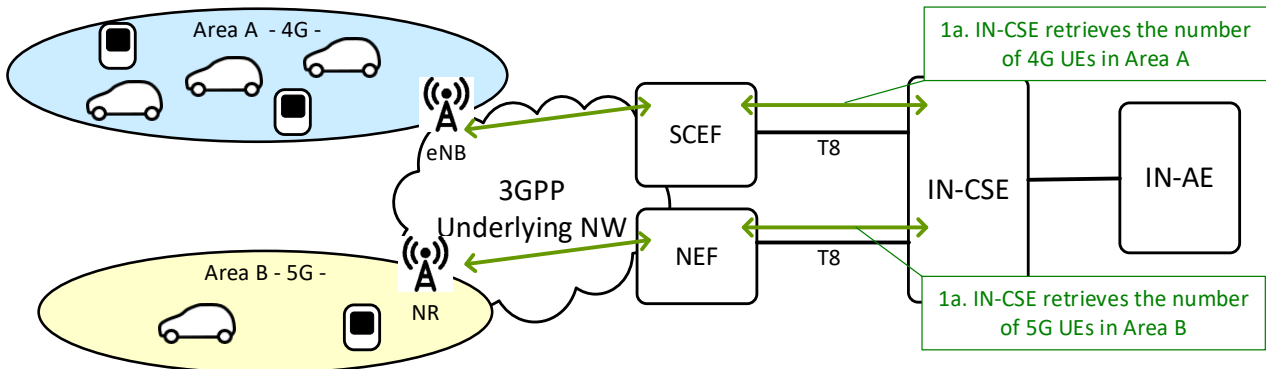 Area A - 4G -
1a. IN-CSE retrieves the number
of 4G UEs in Area A
eNB
SCEF
T8
IN-CSE
IN-AE
3GPP
Underlying NW
Area B - 5G -
NR
NEF
T8
1a. IN-CSE retrieves the number
of 5G UEs in Area B